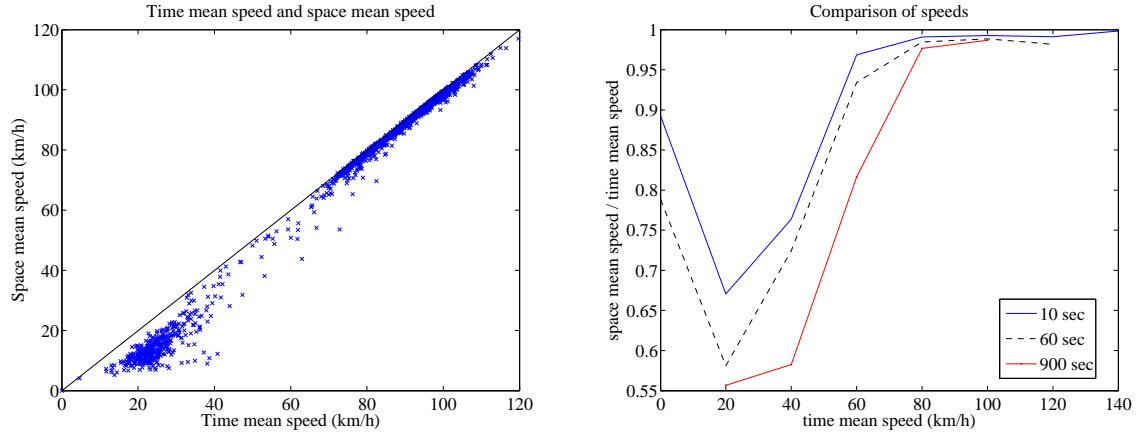 Time mean speed and space mean speed
120
100
80
60
40
20
0
Space mean speed (km/h)
0 20 40 60 80 100 120
Time mean speed (km/h)
Comparison of speeds
1
0.95
0.9
0.85
0.8
0.75
0.7
0.65
0.6
0.55
space mean speed / time mean speed
10 sec
60 sec
900 sec
0 20 40 60 80 100 120 140
time mean speed (km/h)